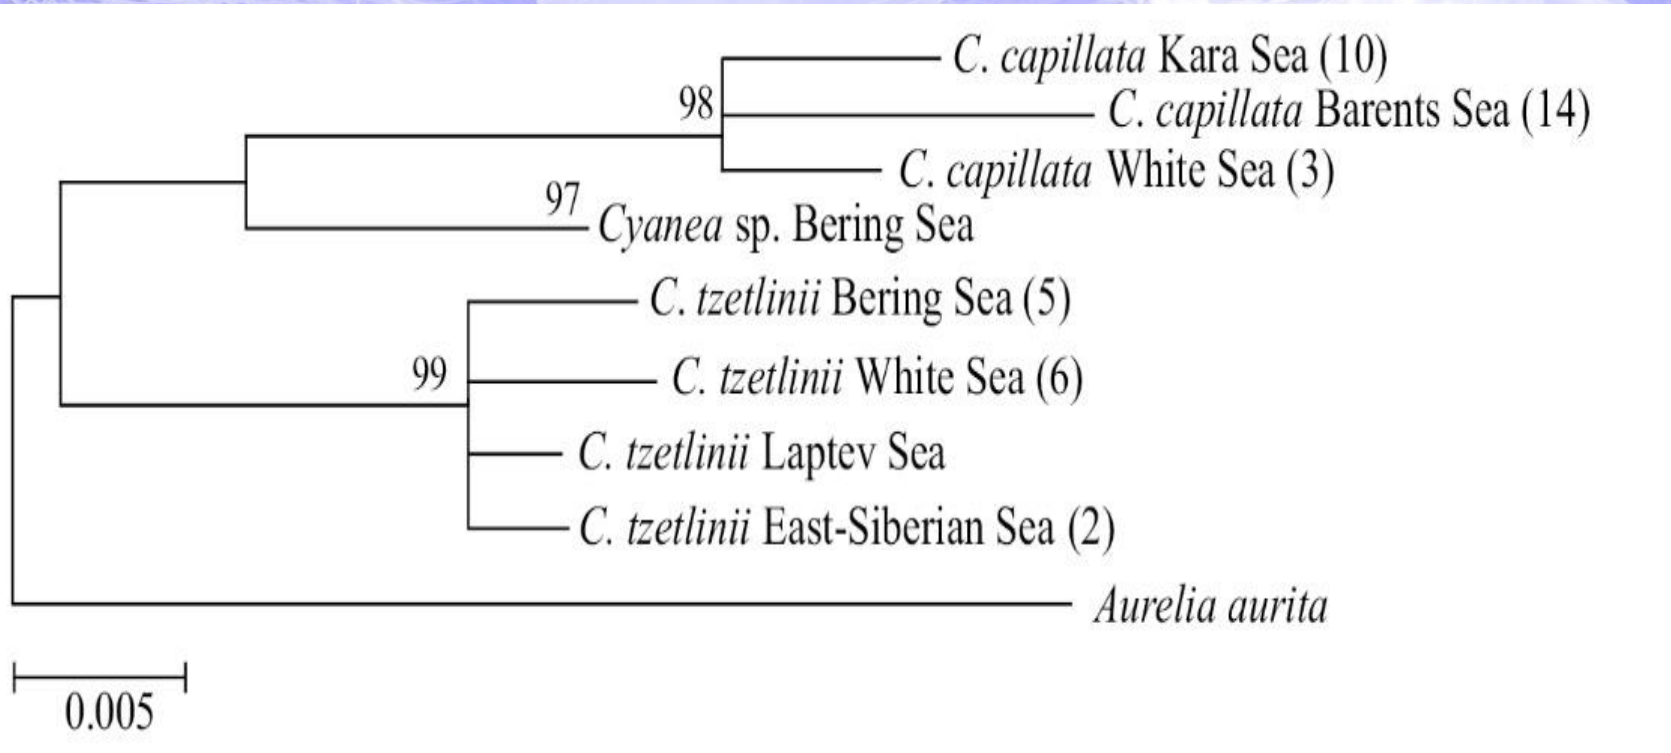 C. capillata Kara Sea (10)
98
C. capillata Barents Sea (14)
C. capillata White Sea (3)
97
Cyanea sp. Bering Sea
C. tzetlinii Bering Sea (5)
99
C. tzetlinii White Sea (6)
C. tzetlinii Laptev Sea
C. tzetlinii East-Siberian Sea (2)
Aurelia aurita
0.005